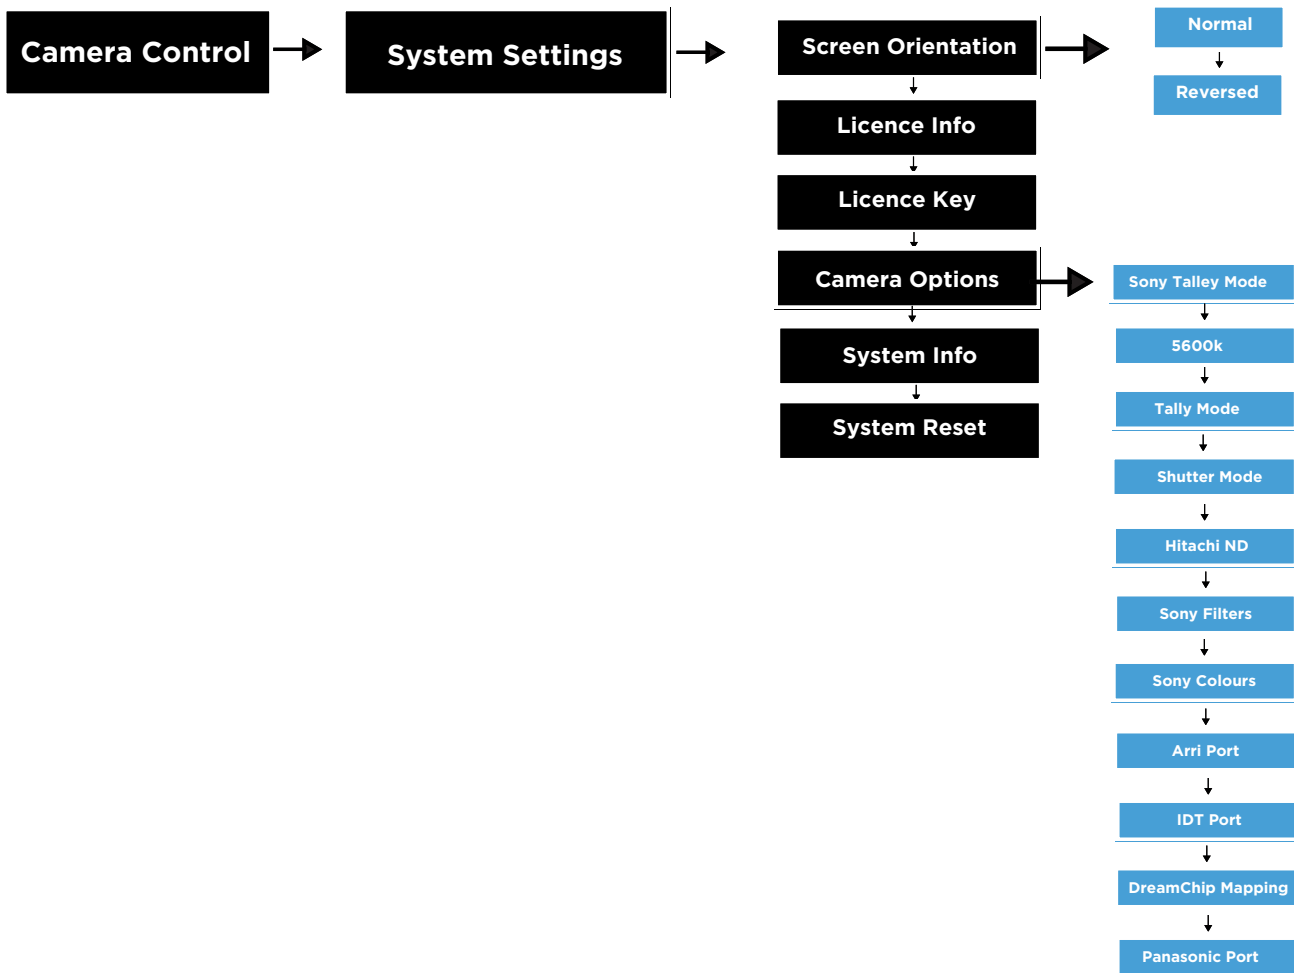 Camera Control
System Settings
Screen Orientation
Normal
Reversed
Licence Info
Licence Key
Camera Options
Sony Talley Mode
5600k
Tally Mode
Shutter Mode
Hitachi ND
Sony Filters
Sony Colours
Arri Port
IDT Port
DreamChip Mapping
Panasonic Port
System Info
System Reset